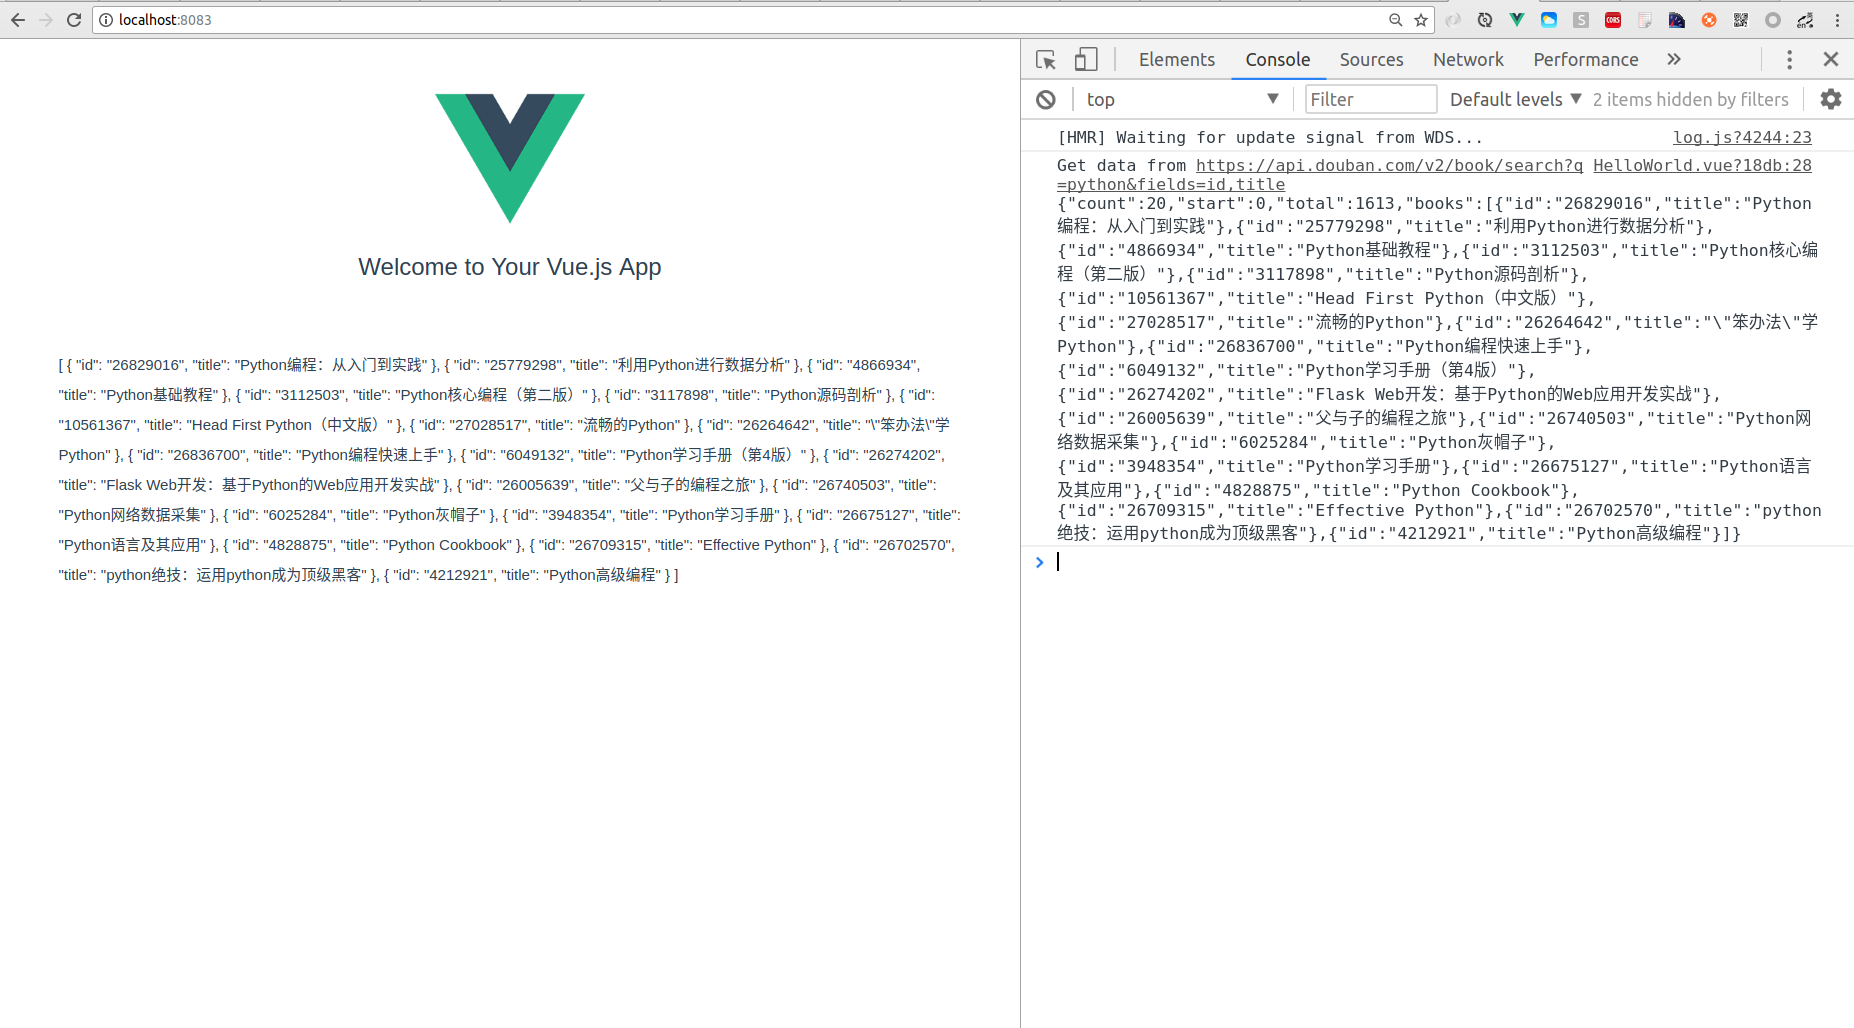 localhost:8083
Welcome to Your Vue.js App
[ { "id": "26829016", "title": "Python编程：从入门到实践" }, { "id": "25779298", "title": "利用Python进行数据分析" }, { "id": "4866934",
"title": "Python基础教程" }, { "id": "3112503", "title": "Python核心编程（第二版）" }, { "id": "3117898", "title": "Python源码剖析" }, { "id":
"10561367", "title": "Head First Python（中文版）" }, { "id": "27028517", "title": "流畅的Python" }, { "id": "26264642", "title": "\"笨办法\"学
Python" }, { "id": "26836700", "title": "Python编程快速上手" }, { "id": "6049132", "title": "Python学习手册（第4版）" }, { "id": "26274202",
"title": "Flask Web开发：基于Python的Web应用开发实战" }, { "id": "26005639", "title": "父与子的编程之旅" }, { "id": "26740503", "title":
"Python网络数据采集" }, { "id": "6025284", "title": "Python灰帽子" }, { "id": "3948354", "title": "Python学习手册" }, { "id": "26675127", "title":
"Python语言及其应用" }, { "id": "4828875", "title": "Python Cookbook" }, { "id": "26709315", "title": "Effective Python" }, { "id": "26702570",
"title": "python绝技：运用python成为顶级黑客" }, { "id": "4212921", "title": "Python高级编程" } ]
Elements Console Sources Network Performance
top Filter Default levels ▼ 2 items hidden by filters
[HMR] Waiting for update signal from WDS... log.js?4244:23
Get data from https://api.douban.com/v2/book/search?q HelloWorld.vue?18db:28
=python&fields=id,title
{"count":20,"start":0,"total":1613,"books":[{"id":"26829016","title":"Python
编程：从入门到实践"},{"id":"25779298","title":"利用Python进行数据分析"},
{"id":"4866934","title":"Python基础教程"},{"id":"3112503","title":"Python核心编
程（第二版）"},{"id":"3117898","title":"Python源码剖析"},
{"id":"10561367","title":"Head First Python（中文版）"},
{"id":"27028517","title":"流畅的Python"},{"id":"26264642","title":"\"笨办法\"学
Python"},{"id":"26836700","title":"Python编程快速上手"},
{"id":"6049132","title":"Python学习手册（第4版）"},
{"id":"26274202","title":"Flask Web开发：基于Python的Web应用开发实战"},
{"id":"26005639","title":"父与子的编程之旅"},{"id":"26740503","title":"Python网
络数据采集"},{"id":"6025284","title":"Python灰帽子"},
{"id":"3948354","title":"Python学习手册"},{"id":"26675127","title":"Python语言
及其应用"},{"id":"4828875","title":"Python Cookbook"},
{"id":"26709315","title":"Effective Python"},{"id":"26702570","title":"python
绝技：运用python成为顶级黑客"},{"id":"4212921","title":"Python高级编程"}]}